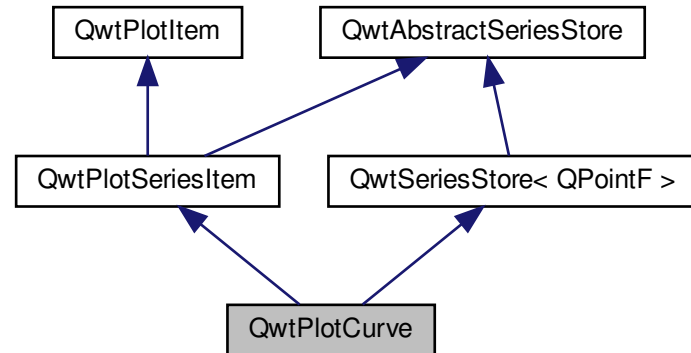 QwtPlotItem
QwtAbstractSeriesStore
QwtPlotSeriesItem
QwtSeriesStore< QPointF >
QwtPlotCurve